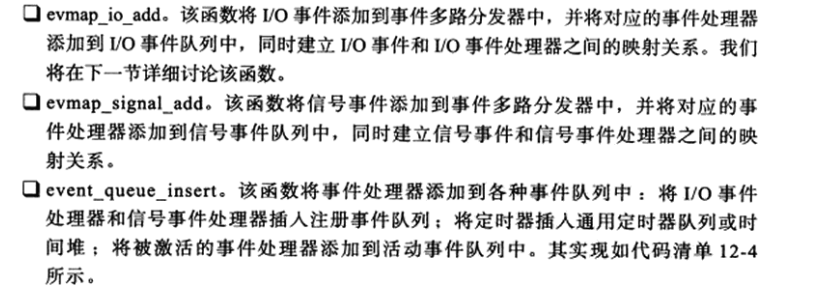 ❑ evmap_io_add。该函数将 I/O 事件添加到事件多路分发器中，并将对应的事件处理器
添加到 I/O 事件队列中，同时建立 I/O 事件和 I/O 事件处理器之间的映射关系。我们
将在下一节详细讨论该函数。
❑ evmap_signal_add。该函数将信号事件添加到事件多路分发器中，并将对应的事
件处理器添加到信号事件队列中，同时建立信号事件和信号事件处理器之间的映
射关系。
❑ event_queue_insert。该函数将事件处理器添加到各种事件队列中：将 I/O 事件
处理器和信号事件处理器插入注册事件队列；将定时器插入通用定时器队列或时
间堆；将被激活的事件处理器添加到活动事件队列中。其实现如代码清单 12-4
所示。